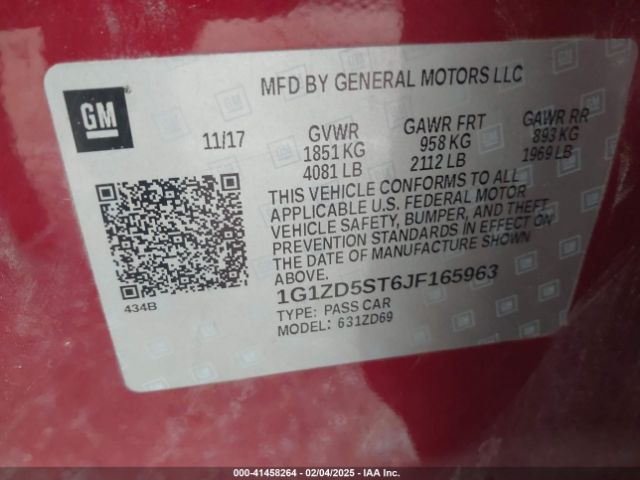 GM
MFD BY GENERAL MOTORS LLC
11/17
GVWR
1851 KG
4081 LB
GAWR FRT
958 KG
2112 LB
GAWR RR
893 KG
1969 LB
THIS VEHICLE CONFORMS TO ALL
APPLICABLE U.S. FEDERAL MOTOR
VEHICLE SAFETY, BUMPER, AND THEFT
PREVENTION STANDARDS IN EFFECT ON
THE DATE OF MANUFACTURE SHOWN
ABOVE.
1G1ZD5ST6JF165963
TYPE: PASS CAR
MODEL: 631ZD69
434B
000-41458264 - 02/04/2025 - IAA Inc.